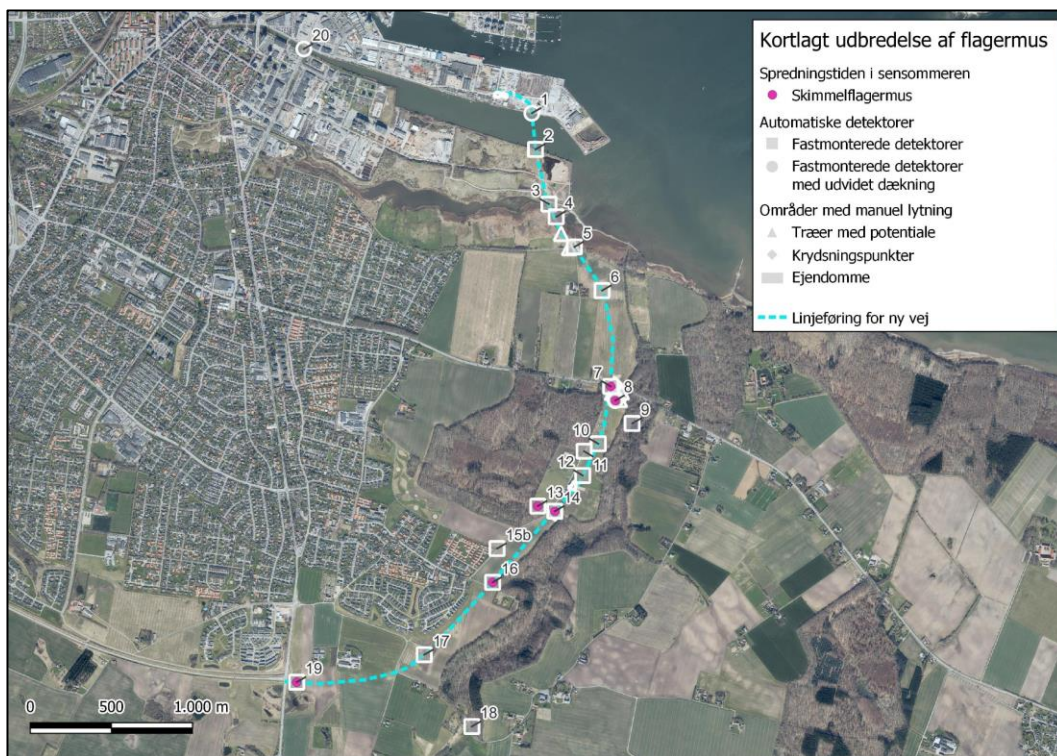 Kortlagt udbredelse af flagermus
Spredningstiden i sensommeren
Skimmelflagermus
Automatiske detektorer
Fastmonterede detektorer
Fastmonterede detektorer
med udvidet dækning
Områder med manuel lytning
Træer med potentiale
Krydsningspunkter
Ejendomme
Linjeføring for ny vej
20
1
2
3
4
5
6
7
8
9
10
11
12
13
14
15b
16
17
19
18
0 500 1.000 m